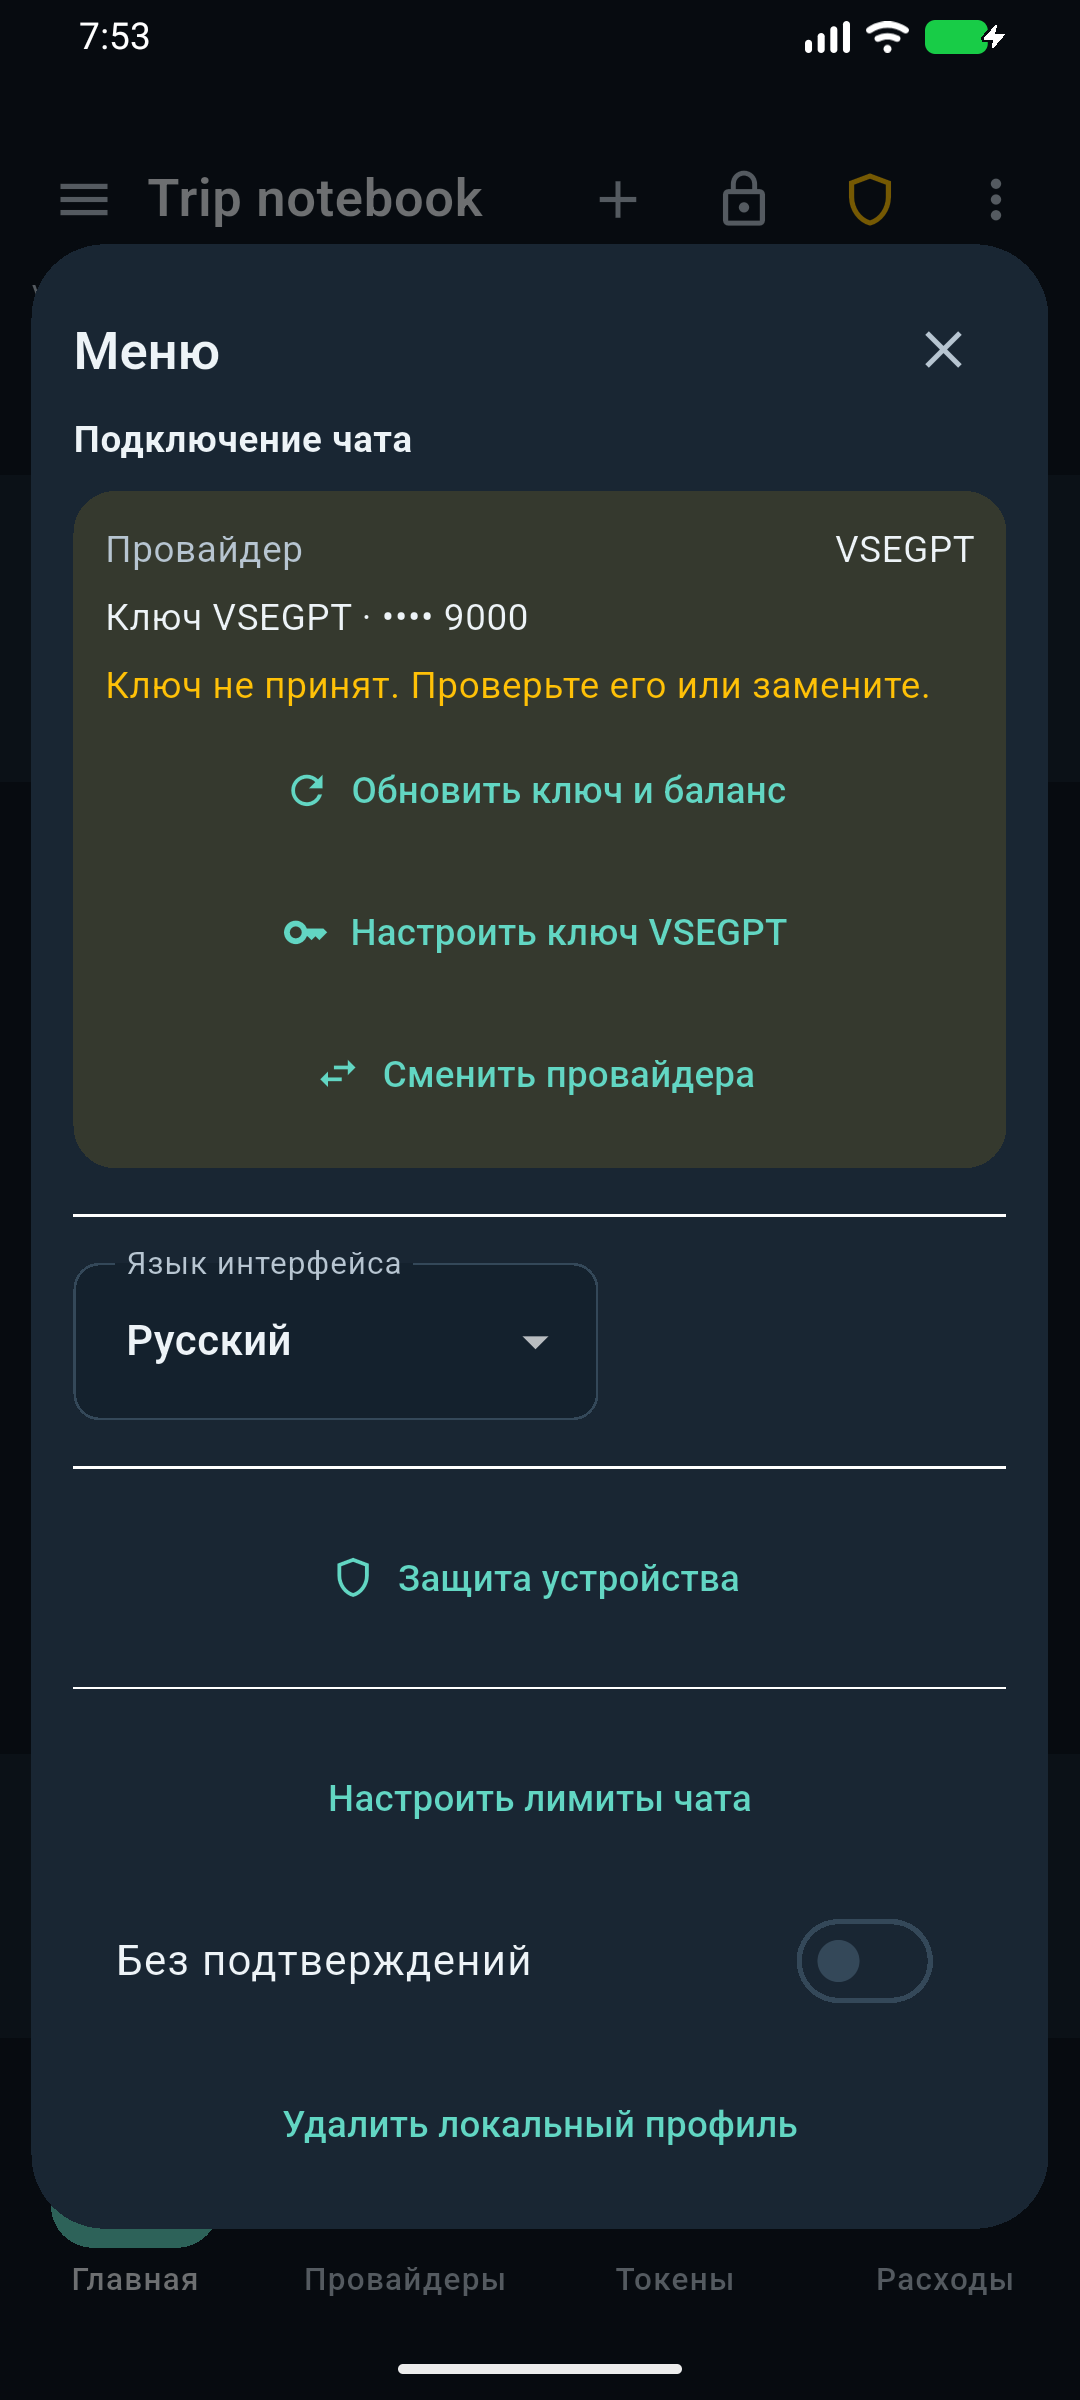 7:53
Trip notebook
Меню
Подключение чата
Провайдер VSEGPT
Ключ VSEGPT · •••• 9000
Ключ не принят. Проверьте его или замените.
Обновить ключ и баланс
Настроить ключ VSEGPT
Сменить провайдера
Язык интерфейса
Русский
Защита устройства
Настроить лимиты чата
Без подтверждений
Удалить локальный профиль
Главная Провайдеры Токены Расходы